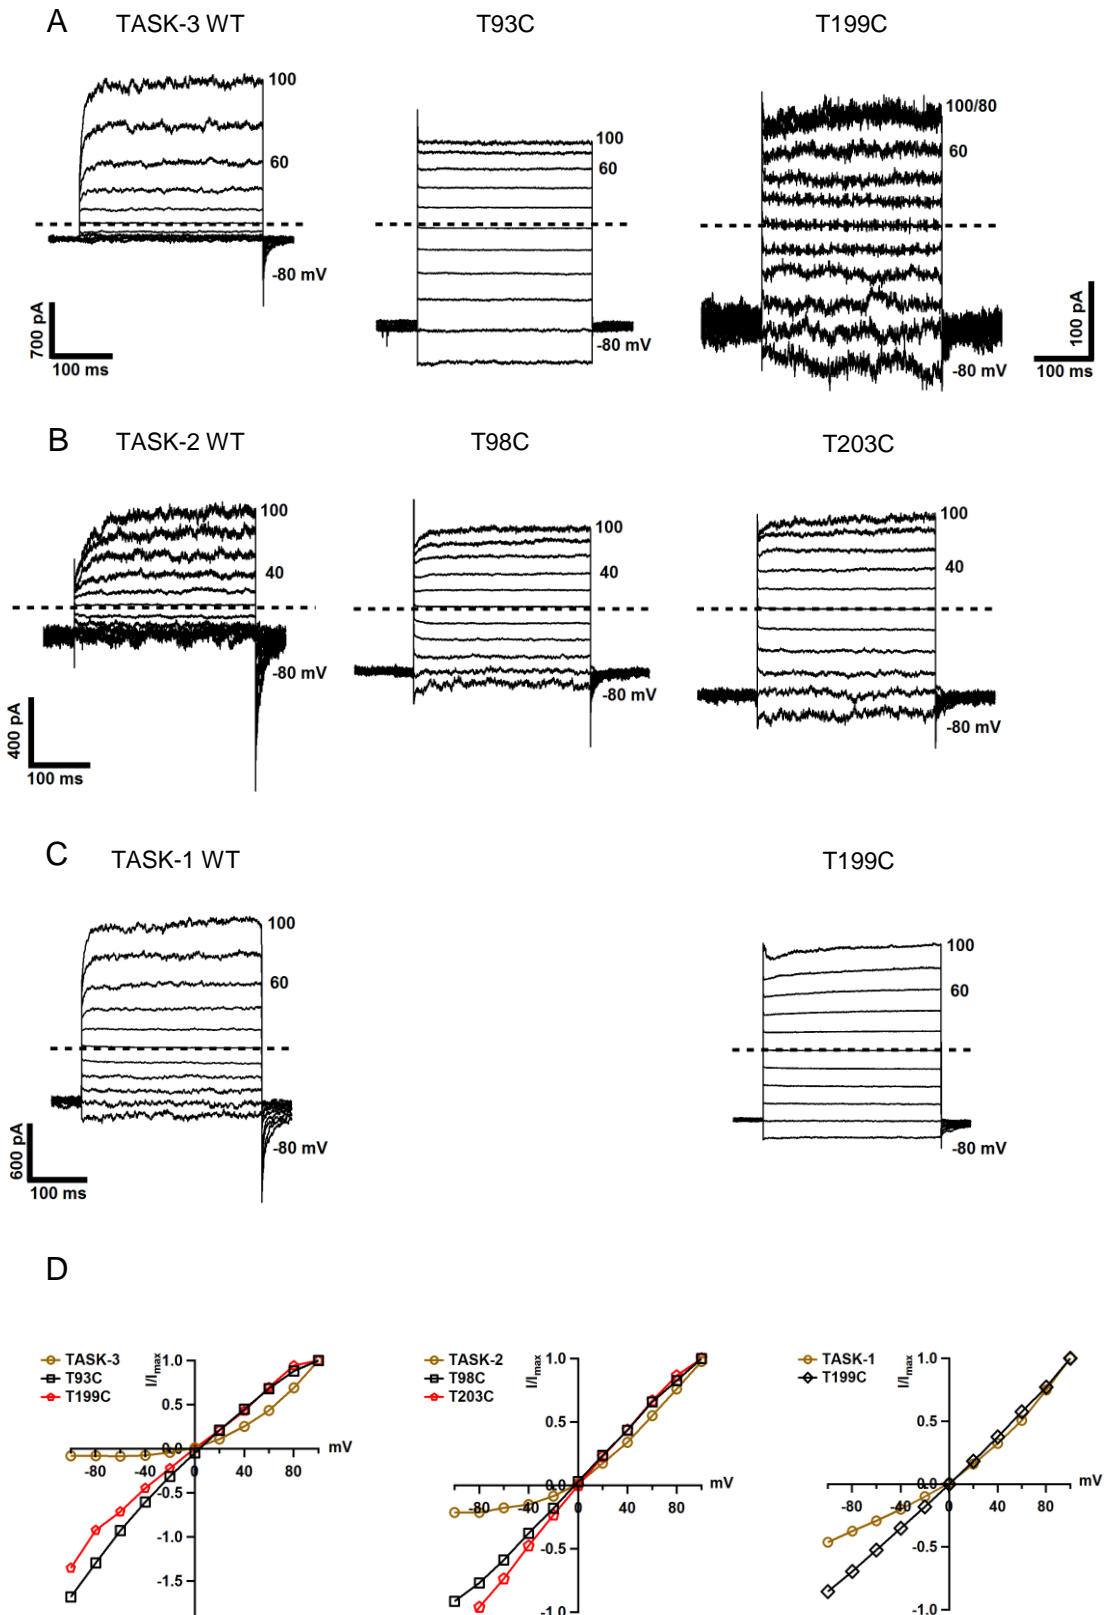 A TASK-3 WT T93C T199C
100 100 100/80
60 60 60
-80 mV -80 mV -80 mV
700 pA 100 pA
100 ms 100 ms
B TASK-2 WT T98C T203C
100 100 100
40 40 40
-80 mV -80 mV -80 mV
400 pA
100 ms
C TASK-1 WT T199C
100 100
60 60
-80 mV -80 mV
600 pA
100 ms
D
TASK-3
T93C
T199C
I/Imax
1.0
0.5
0.0
-80 -40 0 40 80 mV
-0.5
-1.0
-1.5
TASK-2
T98C
T203C
I/Imax
1.0
0.5
0.0
-80 -40 0 40 80 mV
-0.5
-1.0
TASK-1
T199C
I/Imax
1.0
0.5
0.0
-80 -40 0 40 80 mV
-0.5
-1.0